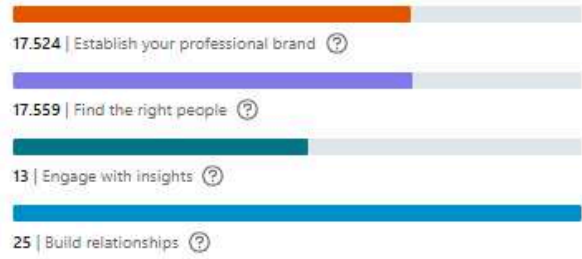 17.524 | Establish your professional brand ?
17.559 | Find the right people ?
13 | Engage with insights ?
25 | Build relationships ?